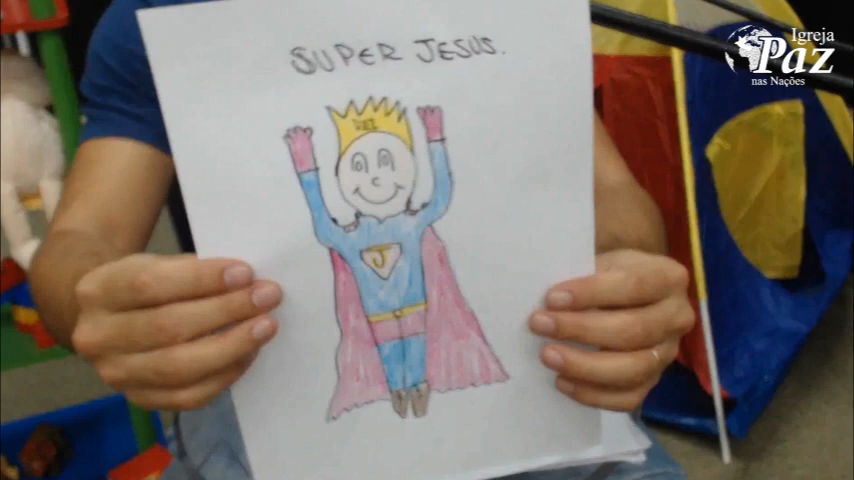 SUPER JESUS.
REI
J
Igreja
Paz
nas Nações